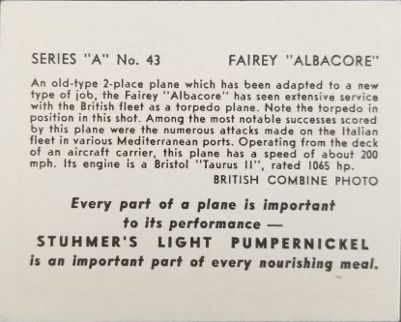 SERIES "A" No. 43 FAIREY "ALBACORE"
An old-type 2-place plane which has been adapted to a new
type of job, the Fairey "Albacore" has seen extensive service
with the British fleet as a torpedo plane. Note the torpedo in
position in this shot. Among the most notable successes scored
by this plane were the numerous attacks made on the Italian
fleet in various Mediterranean ports. Operating from the deck
of an aircraft carrier, this plane has a speed of about 200
mph. Its engine is a Bristol "Taurus II", rated 1065 hp.
BRITISH COMBINE PHOTO
Every part of a plane is important
to its performance —
STUHMER'S LIGHT PUMPERNICKEL
is an important part of every nourishing meal.